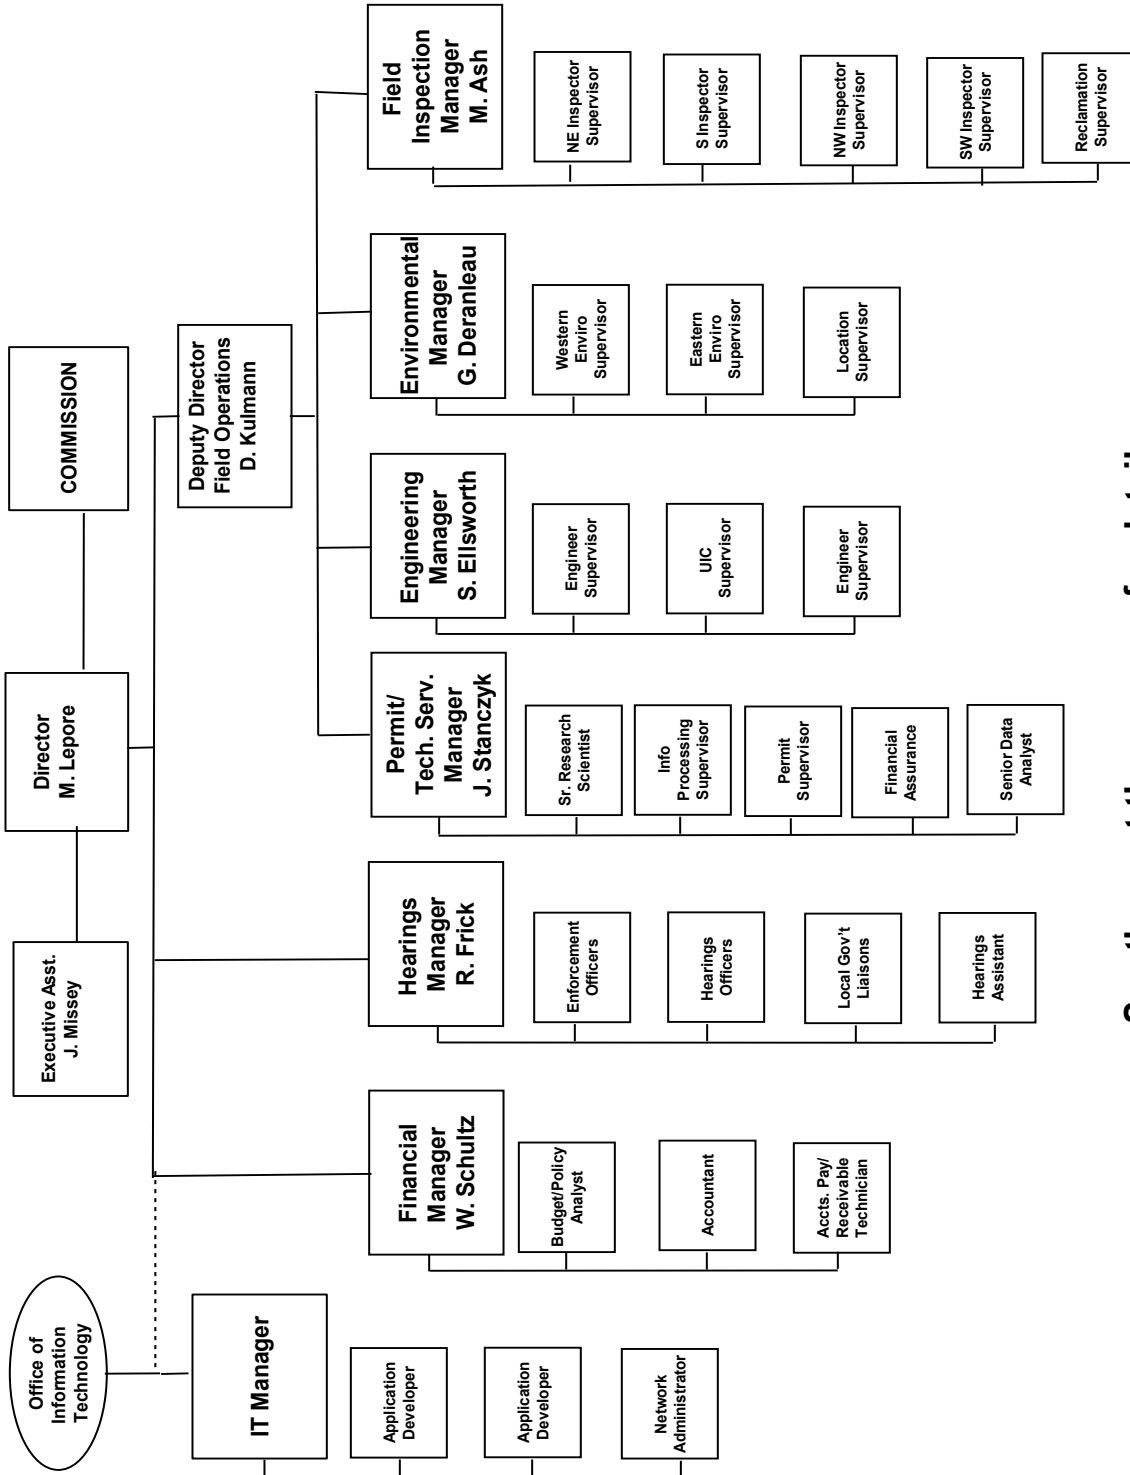 Office of
Information
Technology
Executive Asst.
J. Missey
Director
M. Lepore
COMMISSION
Deputy Director
Field Operations
D. Kulmann
IT Manager
Application
Developer
Application
Developer
Network
Administrator
Financial
Manager
W. Schultz
Budget/Policy
Analyst
Accountant
Accts. Pay/
Receivable
Technician
Hearings
Manager
R. Frick
Enforcement
Officers
Hearings
Officers
Local Gov't
Liaisons
Hearings
Assistant
Permit/
Tech. Serv.
Manager
J. Stanczyk
Sr. Research
Scientist
Info
Processing
Supervisor
Permit
Supervisor
Financial
Assurance
Senior Data
Analyst
Engineering
Manager
S. Ellsworth
Engineer
Supervisor
UIC
Supervisor
Engineer
Supervisor
Environmental
Manager
G. Deranleau
Western
Enviro
Supervisor
Eastern
Enviro
Supervisor
Location
Supervisor
Field
Inspection
Manager
M. Ash
NE Inspector
Supervisor
S Inspector
Supervisor
NW Inspector
Supervisor
SW Inspector
Supervisor
Reclamation
Supervisor